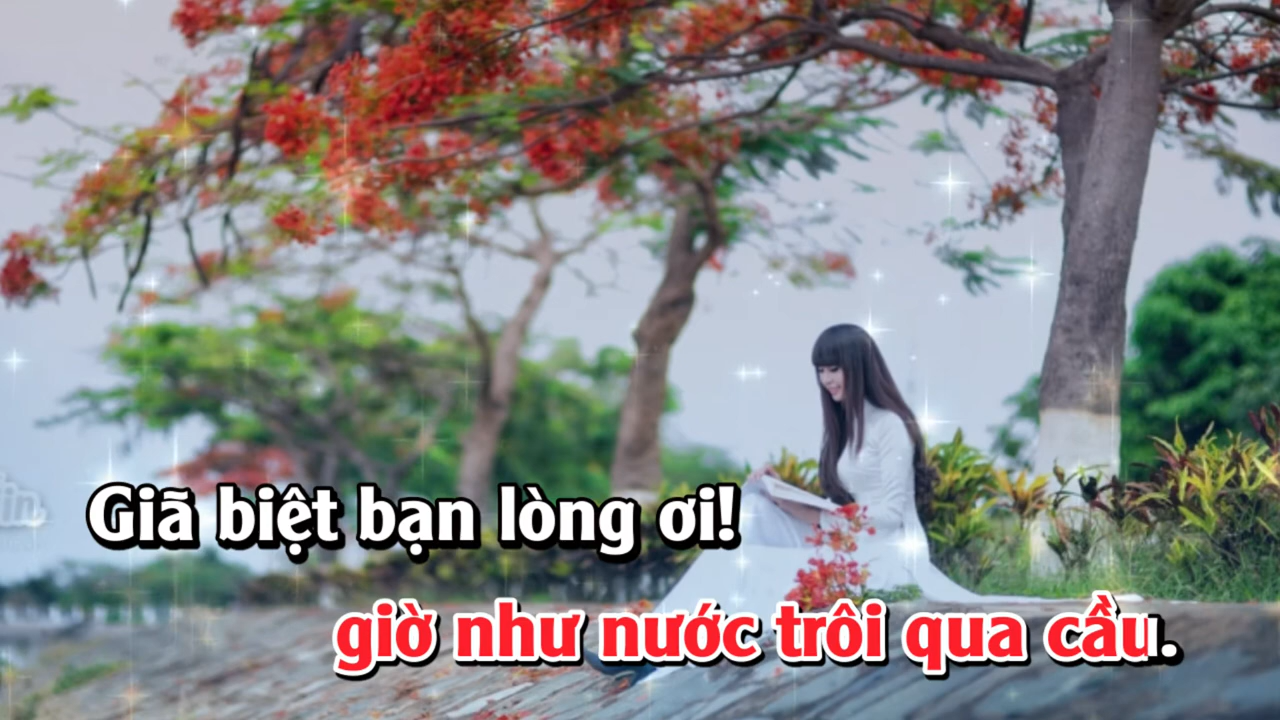 Giã biệt bạn lòng ơi!
giờ như nước trôi qua cầu.